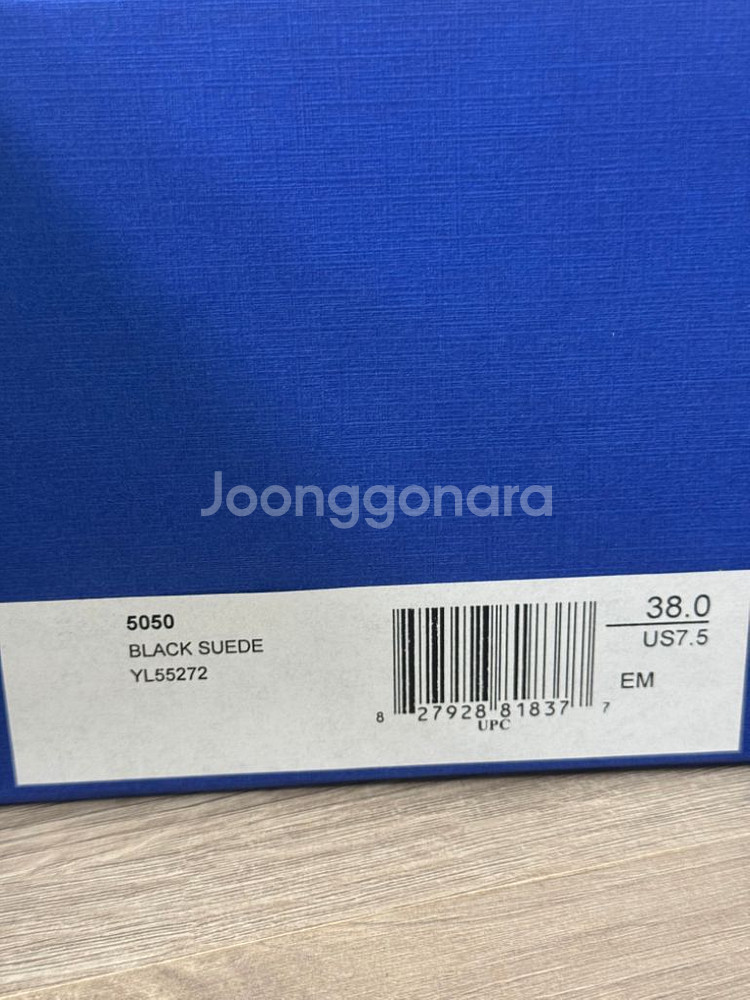 Joonggonara
5050
BLACK SUEDE
YL55272
8 27928 81837 7
UPC
38.0
US7.5
EM